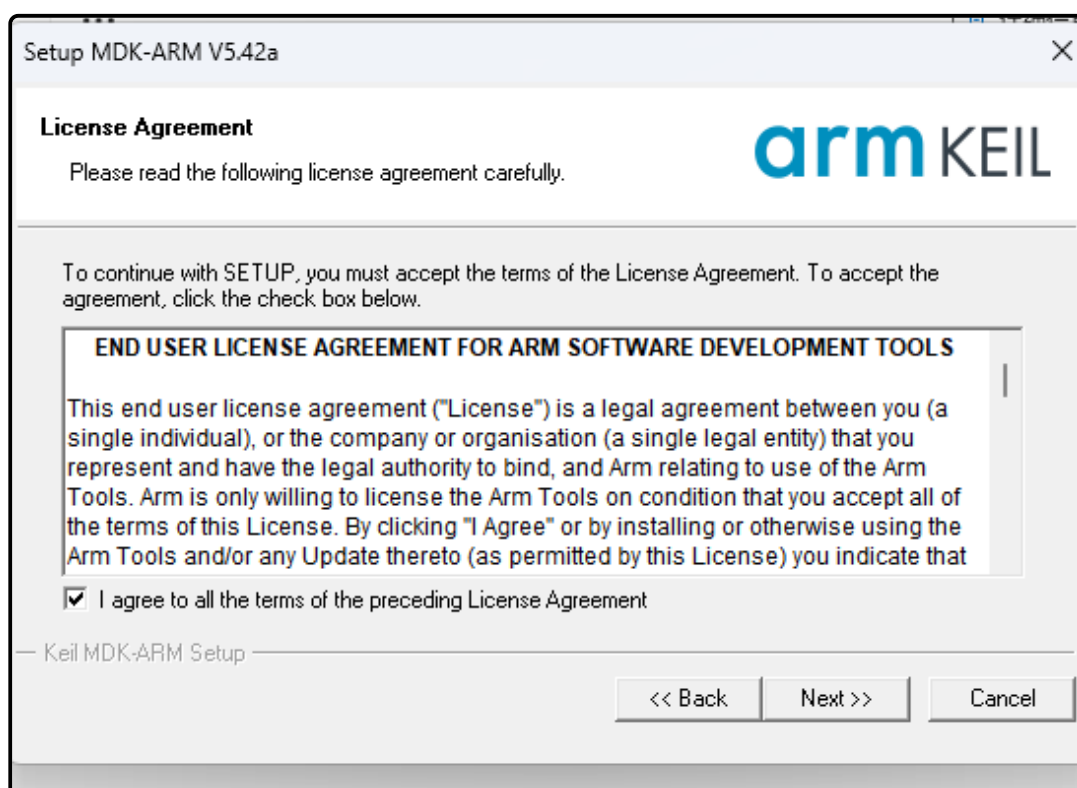 Setup MDK-ARM V5.42a
License Agreement
Please read the following license agreement carefully.
arm KEIL
To continue with SETUP, you must accept the terms of the License Agreement. To accept the
agreement, click the check box below.
END USER LICENSE AGREEMENT FOR ARM SOFTWARE DEVELOPMENT TOOLS
This end user license agreement ("License") is a legal agreement between you (a
single individual), or the company or organisation (a single legal entity) that you
represent and have the legal authority to bind, and Arm relating to use of the Arm
Tools. Arm is only willing to license the Arm Tools on condition that you accept all of
the terms of this License. By clicking "I Agree" or by installing or otherwise using the
Arm Tools and/or any Update thereto (as permitted by this License) you indicate that
I agree to all the terms of the preceding License Agreement
Keil MDK-ARM Setup
<< Back
Next >>
Cancel